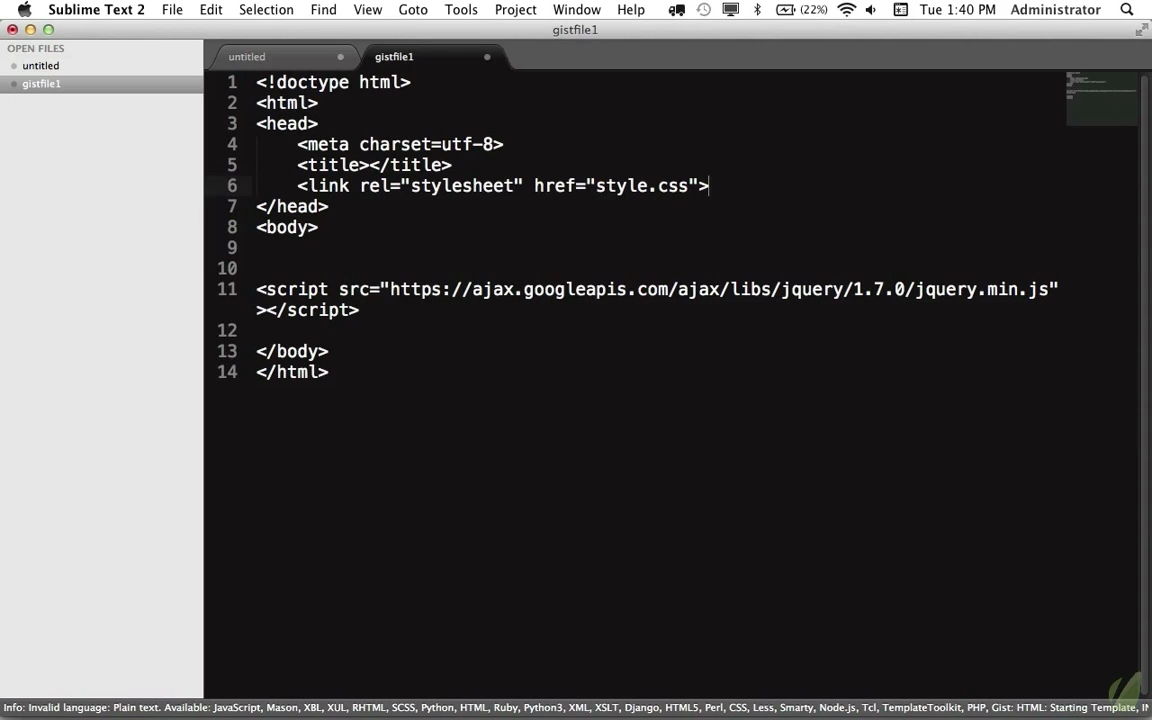 Sublime Text 2 File Edit Selection Find View Goto Tools Project Window Help (22%) Tue 1:40 PM Administrator
gistfile1
OPEN FILES
untitled
gistfile1
untitled gistfile1
1 <!doctype html>
2 <html>
3 <head>
4 <meta charset=utf-8>
5 <title></title>
6 <link rel="stylesheet" href="style.css">
7 </head>
8 <body>
9
10
11 <script src="https://ajax.googleapis.com/ajax/libs/jquery/1.7.0/jquery.min.js"
></script>
12
13 </body>
14 </html>
Info: Invalid language: Plain text. Available: JavaScript, Mason, XBL, XUL, RHTML, SCSS, Python, HTML, Ruby, Python3, XML, XSLT, Django, HTML5, Perl, CSS, Less, Smarty, Node.js, Tcl, TemplateToolkit, PHP, Gist: HTML: Starting Template, IN